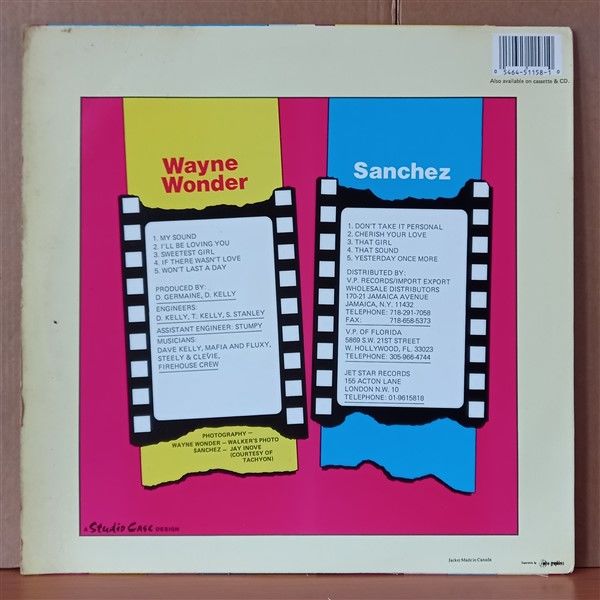 0 5464-51158-1 0
Also available on cassette & CD.
Wayne
Wonder
1. MY SOUND
2. I'LL BE LOVING YOU
3. SWEETEST GIRL
4. IF THERE WASN'T LOVE
5. WON'T LAST A DAY
PRODUCED BY:
D. GERMAINE, D. KELLY
ENGINEERS:
D. KELLY, T. KELLY, S. STANLEY
ASSISTANT ENGINEER: STUMPY
MUSICIANS:
DAVE KELLY, MAFIA AND FLUXY,
STEELY & CLEVIE,
FIREHOUSE CREW
PHOTOGRAPHY —
WAYNE WONDER — WALKER'S PHOTO
SANCHEZ — JAY INOVE
(COURTESY OF
TACHYON)
Sanchez
1. DON'T TAKE IT PERSONAL
2. CHERISH YOUR LOVE
3. THAT GIRL
4. THAT SOUND
5. YESTERDAY ONCE MORE
DISTRIBUTED BY:
V.P. RECORDS/IMPORT EXPORT
WHOLESALE DISTRIBUTORS
170-21 JAMAICA AVENUE
JAMAICA, N.Y. 11432
TELEPHONE: 718-291-7058
FAX: 718-658-5373
V.P. OF FLORIDA
5869 S.W. 21ST STREET
W. HOLLYWOOD, FL. 33023
TELEPHONE: 305-966-4744
JET STAR RECORDS
155 ACTON LANE
LONDON N.W. 10
TELEPHONE: 01-9615818
A Studio Case DESIGN
Jacket Made in Canada